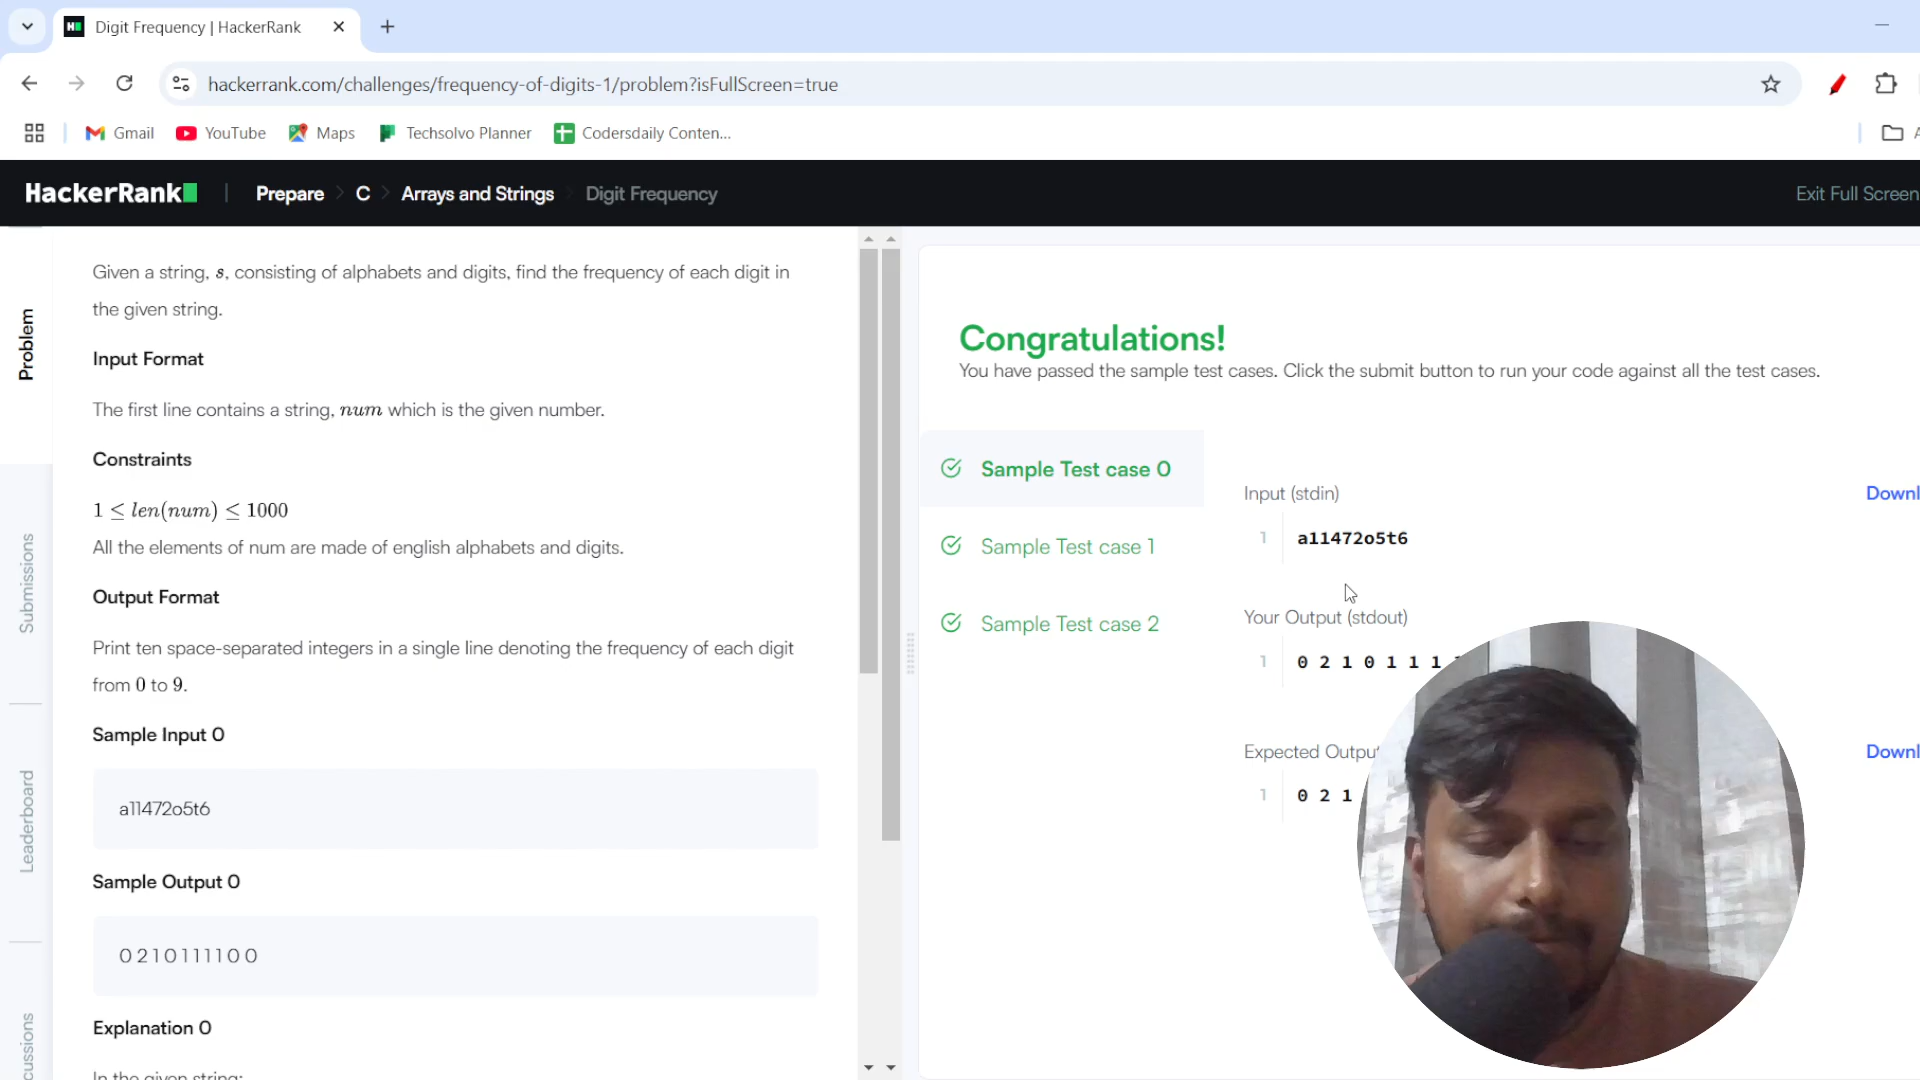 Digit Frequency | HackerRank
hackerrank.com/challenges/frequency-of-digits-1/problem?isFullScreen=true
Gmail
YouTube
Maps
Techsolvo Planner
Codersdaily Conten...
HackerRank
Prepare
C
Arrays and Strings
Digit Frequency
Exit Full Screen
Problem
Submissions
Leaderboard
Given a string, s, consisting of alphabets and digits, find the frequency of each digit in
the given string.
Input Format
The first line contains a string, num which is the given number.
Constraints
1 ≤ len(num) ≤ 1000
All the elements of num are made of english alphabets and digits.
Output Format
Print ten space-separated integers in a single line denoting the frequency of each digit
from 0 to 9.
Sample Input 0
a11472o5t6
Sample Output 0
0 2 1 0 1 1 1 1 0 0
Explanation 0
In the given string:
Congratulations!
You have passed the sample test cases. Click the submit button to run your code against all the test cases.
Sample Test case 0
Sample Test case 1
Sample Test case 2
Input (stdin)
Downl
1 a11472o5t6
Your Output (stdout)
1 0 2 1 0 1 1 1
Expected Output
Downl
1 0 2 1